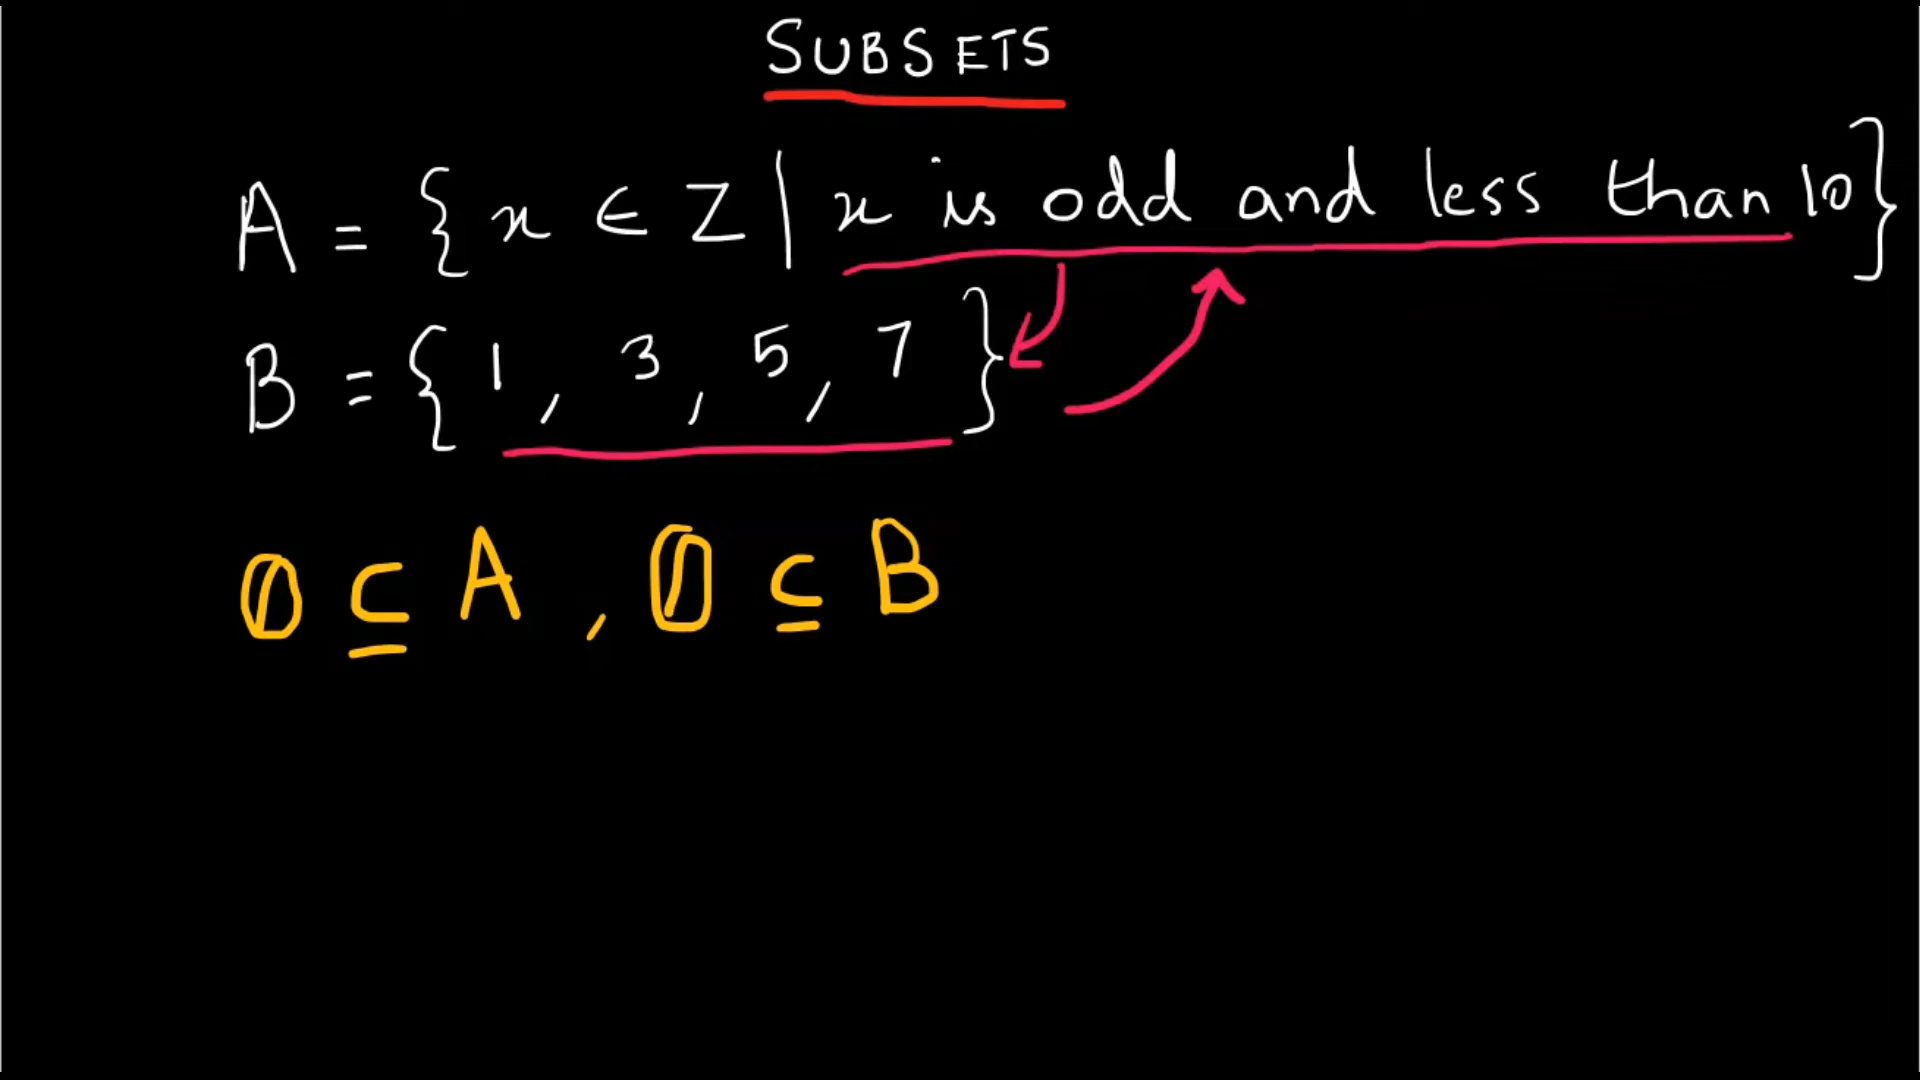 SUBSETS
A = { x ∈ Z | x is odd and less than 10 }
B = { 1, 3, 5, 7 }
∅ ⊆ A, ∅ ⊆ B